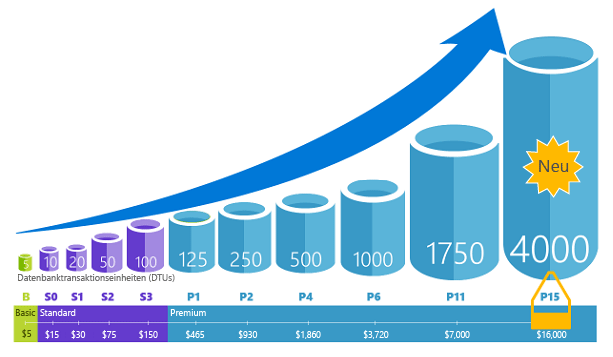 Neu
5 10 20 50 100 125 250 500 1000 1750 4000
Datenbanktransaktionseinheiten (DTUs)
B S0 S1 S2 S3 P1 P2 P4 P6 P11 P15
Basic Standard Premium
$5 $15 $30 $75 $150 $465 $930 $1,860 $3,720 $7,000 $16,000